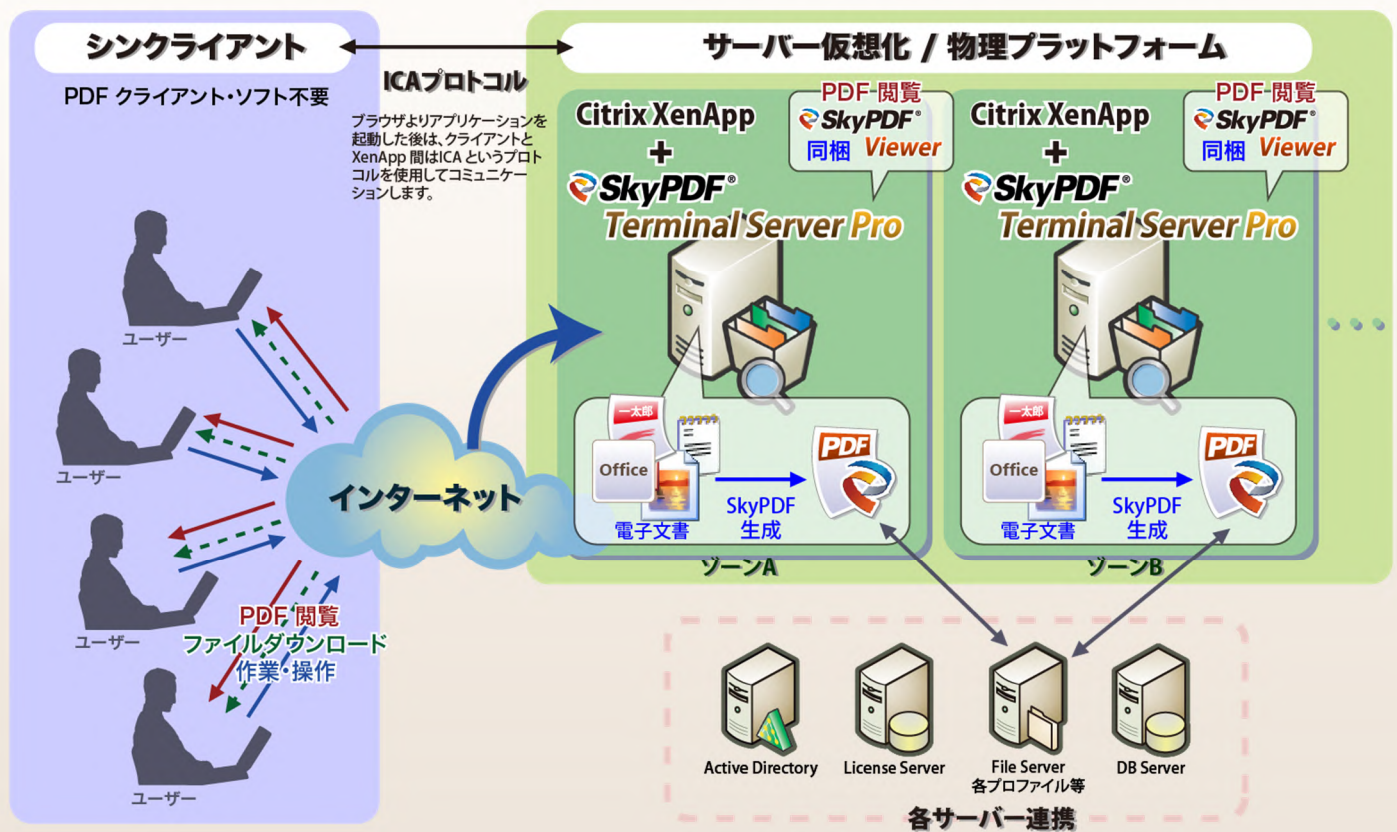 シンクライアント
PDF クライアント・ソフト不要
ICAプロトコル
ブラウザよりアプリケーションを
起動した後は、クライアントと
XenApp 間はICA というプロト
コルを使用してコミュニケー
ションします。
サーバー仮想化 / 物理プラットフォーム
Citrix XenApp
+
SkyPDF®
Terminal Server Pro
PDF 閲覧
SkyPDF®
同梱 Viewer
Citrix XenApp
+
SkyPDF®
Terminal Server Pro
PDF 閲覧
SkyPDF®
同梱 Viewer
ユーザー
ユーザー
ユーザー
ユーザー
インターネット
PDF 閲覧
ファイルダウンロード
作業・操作
一太郎
Office
電子文書
SkyPDF
生成
PDF
ゾーンA
一太郎
Office
電子文書
SkyPDF
生成
PDF
ゾーンB
Active Directory
License Server
File Server
各プロファイル等
DB Server
各サーバー連携